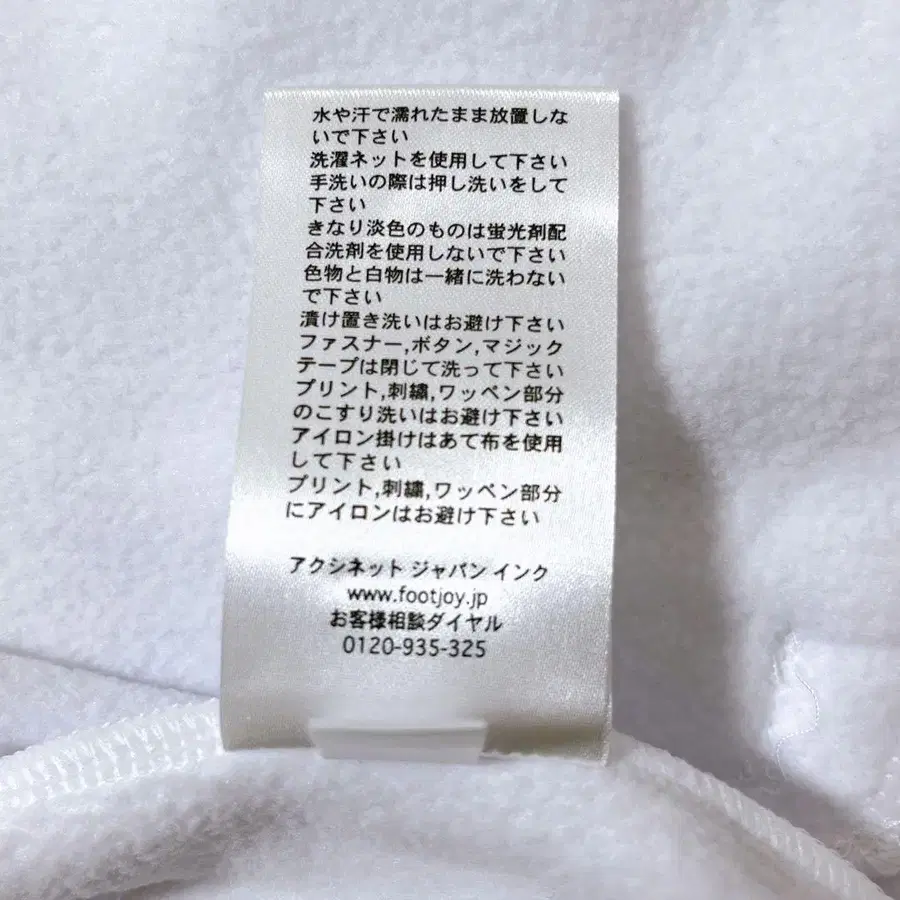 水や汗で濡れたまま放置しな
いで下さい
洗濯ネットを使用して下さい
手洗いの際は押し洗いをして
下さい
きなり淡色のものは蛍光剤配
合洗剤を使用しないで下さい
色物と白物は一緒に洗わない
で下さい
漬け置き洗いはお避け下さい
ファスナー,ボタン,マジック
テープは閉じて洗って下さい
プリント,刺繍,ワッペン部分
のこすり洗いはお避け下さい
アイロン掛けはあて布を使用
して下さい
プリント,刺繍,ワッペン部分
にアイロンはお避け下さい
アクシネット ジャパン インク
www.footjoy.jp
お客様相談ダイヤル
0120-935-325